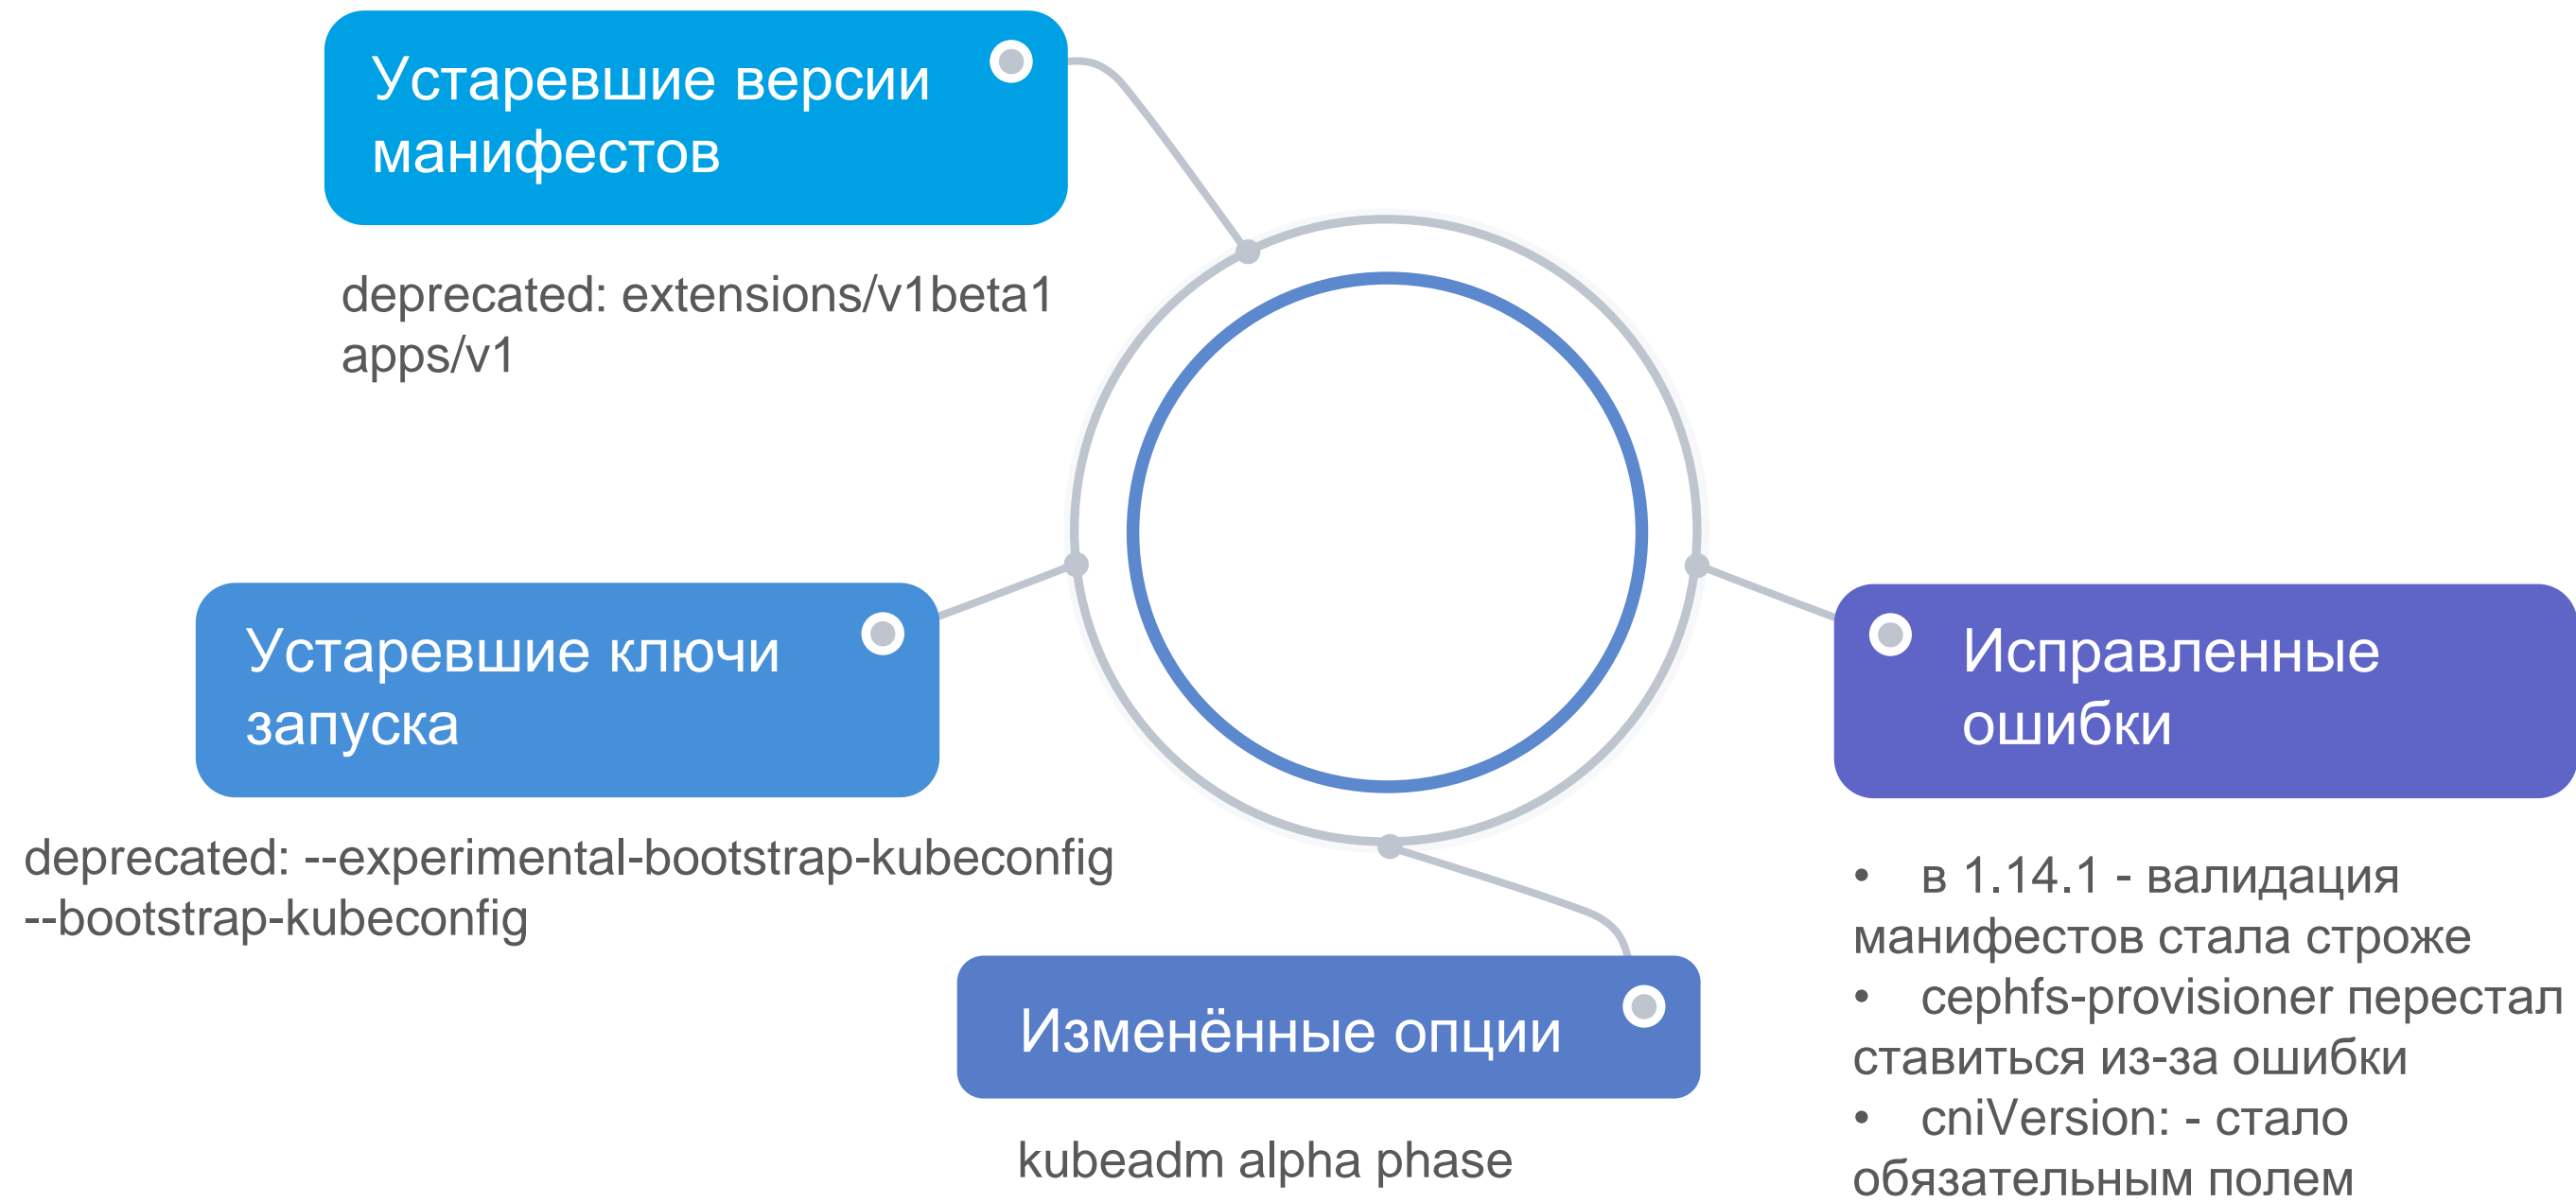 Устаревшие версии
манифестов
deprecated: extensions/v1beta1
apps/v1
Устаревшие ключи
запуска
deprecated: --experimental-bootstrap-kubeconfig
--bootstrap-kubeconfig
Изменённые опции
kubeadm alpha phase
Исправленные
ошибки
• в 1.14.1 - валидация
манифестов стала строже
• cephfs-provisioner перестал
ставиться из-за ошибки
• cniVersion: - стало
обязательным полем